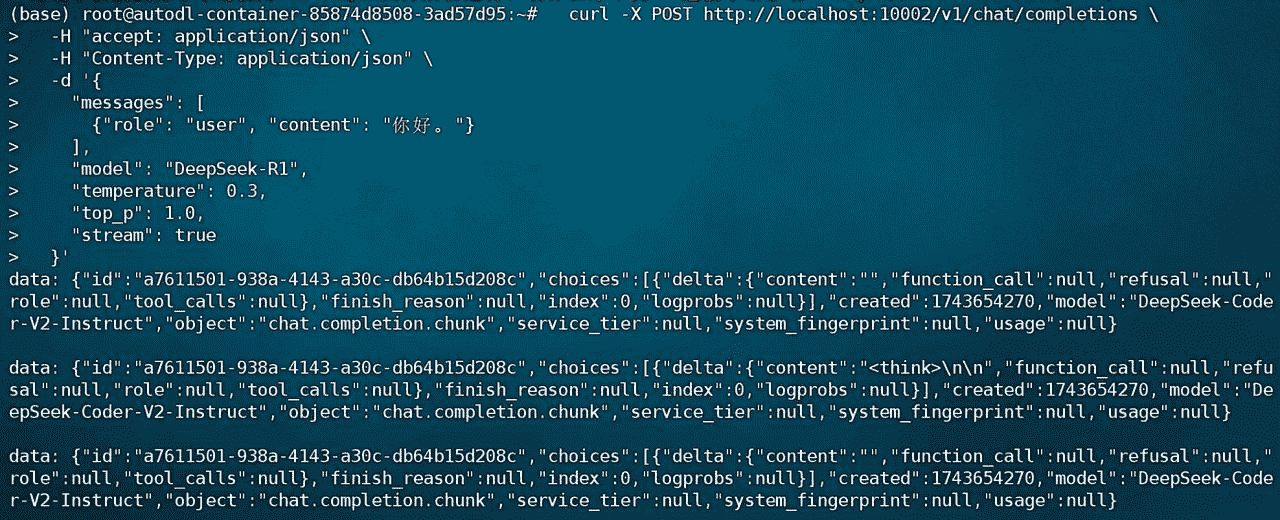 (base) root@autodl-container-85874d8508-3ad57d95:~#   curl -X POST http://localhost:10002/v1/chat/completions \
>   -H "accept: application/json" \
>   -H "Content-Type: application/json" \
>   -d '{
>     "messages": [
>       {"role": "user", "content": "你好。"}
>     ],
>     "model": "DeepSeek-R1",
>     "temperature": 0.3,
>     "top_p": 1.0,
>     "stream": true
>   }'
data: {"id":"a7611501-938a-4143-a30c-db64b15d208c","choices":[{"delta":{"content":"","function_call":null,"refusal":null,"
role":null,"tool_calls":null},"finish_reason":null,"index":0,"logprobs":null}],"created":1743654270,"model":"DeepSeek-Code
r-V2-Instruct","object":"chat.completion.chunk","service_tier":null,"system_fingerprint":null,"usage":null}
data: {"id":"a7611501-938a-4143-a30c-db64b15d208c","choices":[{"delta":{"content":"<think>\n\n","function_call":null,"refu
sal":null,"role":null,"tool_calls":null},"finish_reason":null,"index":0,"logprobs":null}],"created":1743654270,"model":"De
epSeek-Coder-V2-Instruct","object":"chat.completion.chunk","service_tier":null,"system_fingerprint":null,"usage":null}
data: {"id":"a7611501-938a-4143-a30c-db64b15d208c","choices":[{"delta":{"content":"","function_call":null,"refusal":null,"
role":null,"tool_calls":null},"finish_reason":null,"index":0,"logprobs":null}],"created":1743654270,"model":"DeepSeek-Code
r-V2-Instruct","object":"chat.completion.chunk","service_tier":null,"system_fingerprint":null,"usage":null}